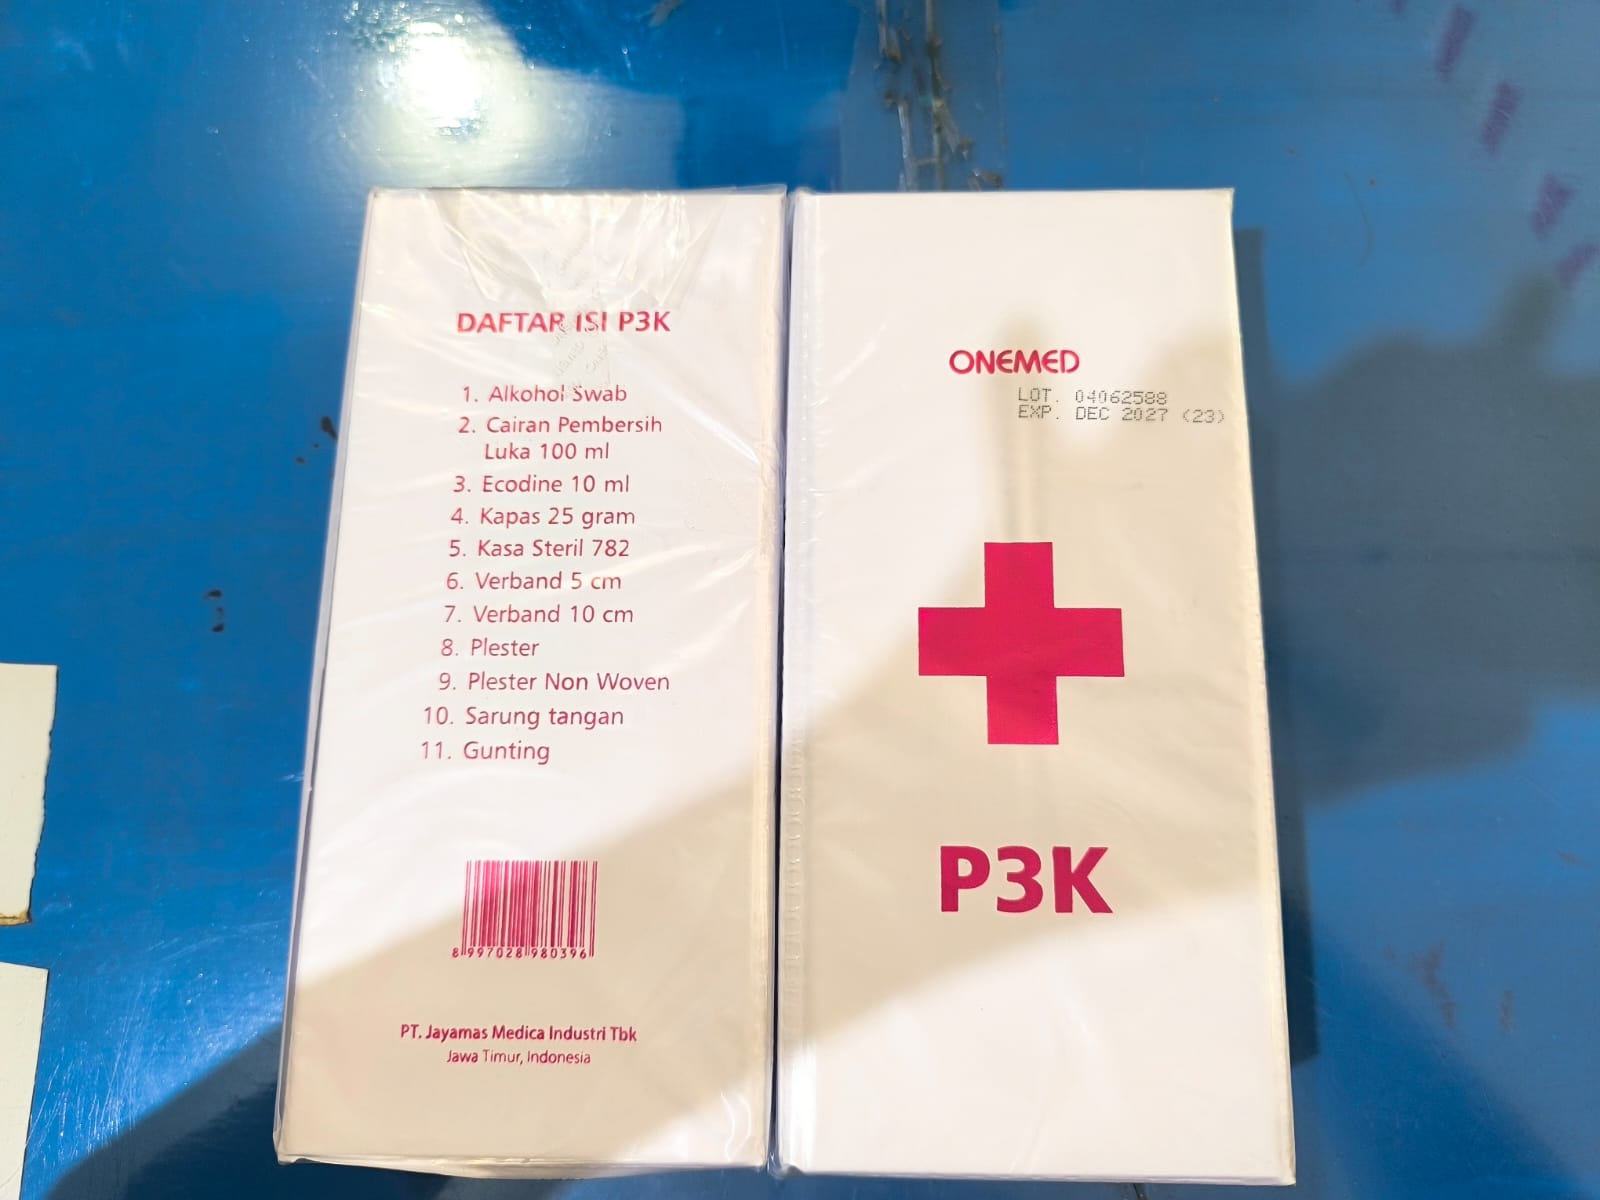 DAFTAR ISI P3K
1. Alkohol Swab
2. Cairan Pembersih
Luka 100 ml
3. Ecodine 10 ml
4. Kapas 25 gram
5. Kasa Steril 782
6. Verband 5 cm
7. Verband 10 cm
8. Plester
9. Plester Non Woven
10. Sarung tangan
11. Gunting
8 997028 980396
PT. Jayamas Medica Industri Tbk
Jawa Timur, Indonesia
ONEMED
LOT. 04062588
EXP. DEC 2027 (23)
P3K